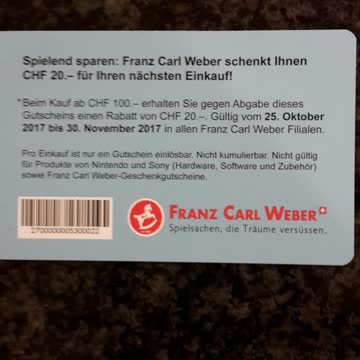 Spielend sparen: Franz Carl Weber schenkt Ihnen
CHF 20.– für Ihren nächsten Einkauf!
*Beim Kauf ab CHF 100.– erhalten Sie gegen Abgabe dieses
Gutscheins einen Rabatt von CHF 20.–. Gültig vom 25. Oktober
2017 bis 30. November 2017 in allen Franz Carl Weber Filialen.
Pro Einkauf ist nur ein Gutschein einlösbar. Nicht kumulierbar. Nicht gültig
für Produkte von Nintendo und Sony (Hardware, Software und Zubehör)
sowie Franz Carl Weber-Geschenkgutscheine.
2700000005300022
FRANZ CARL WEBER
Spielsachen, die Träume versüssen.